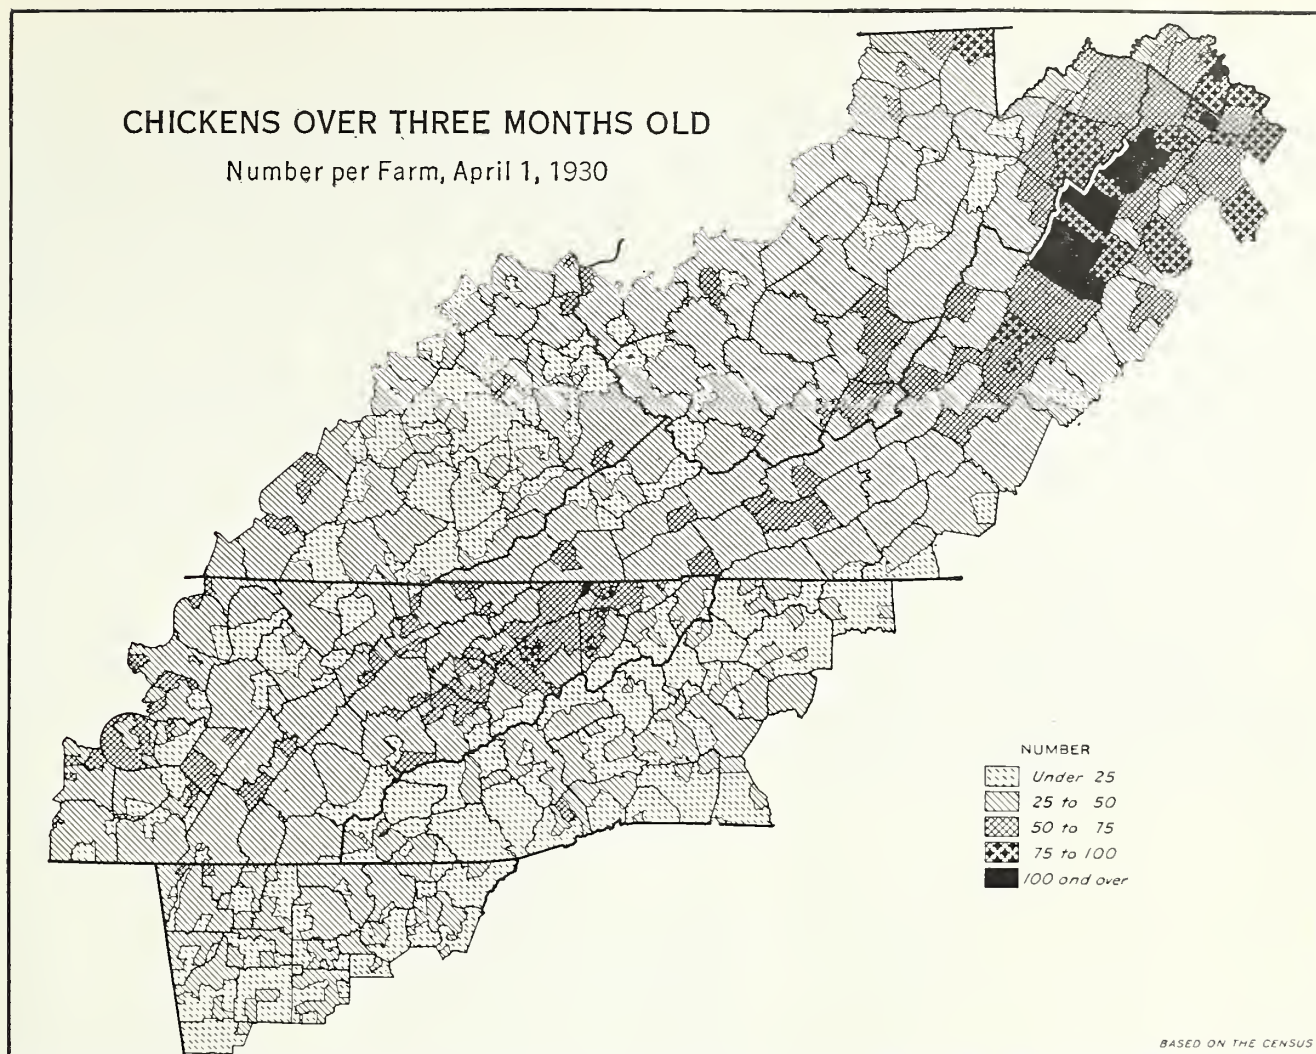 CHICKENS OVER THREE MONTHS OLD
Number per Farm, April 1, 1930
NUMBER
Under 25
25 to 50
50 to 75
75 to 100
100 and over
BASED ON THE CENSUS